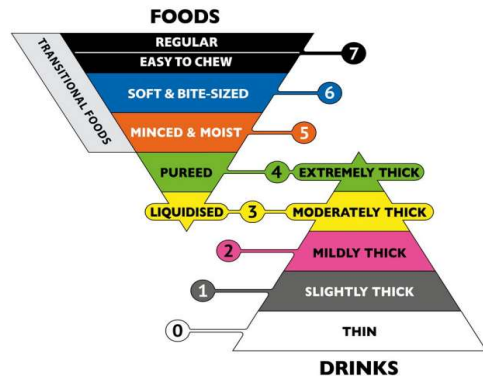 FOODS
TRANSITIONAL FOODS
REGULAR
EASY TO CHEW
7
SOFT & BITE-SIZED
6
MINCED & MOIST
5
PUREED
4
EXTREMELY THICK
LIQUIDISED
3
MODERATELY THICK
2
MILDLY THICK
1
SLIGHTLY THICK
0
THIN
DRINKS